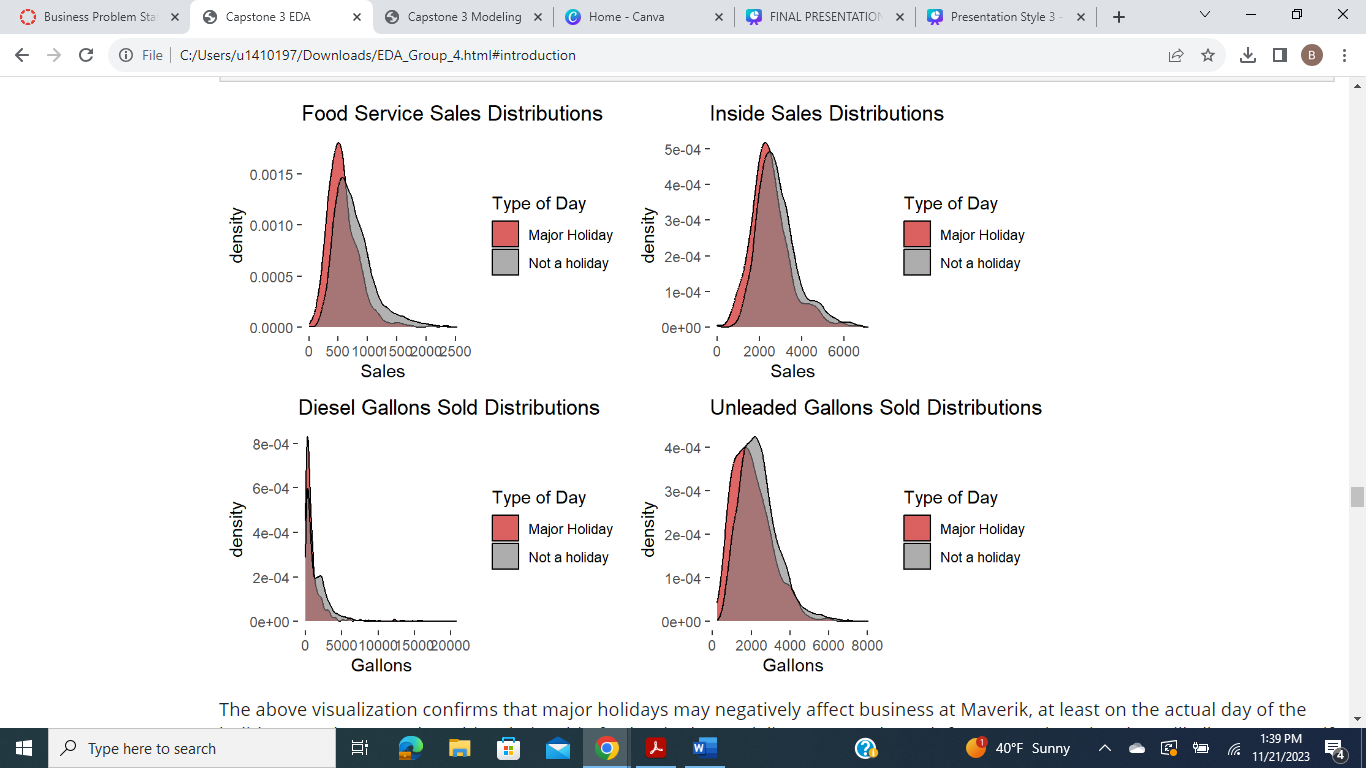 Business Problem Sta
Capstone 3 EDA
Capstone 3 Modeling
Home - Canva
FINAL PRESENTATION
Presentation Style 3 -
File
C:/Users/u1410197/Downloads/EDA_Group_4.html#introduction
B
Food Service Sales Distributions
0.0015
0.0010
0.0005
0.0000
density
0 500 1000 1500 2000 2500
Sales
Type of Day
Major Holiday
Not a holiday
Inside Sales Distributions
5e-04
4e-04
3e-04
2e-04
1e-04
0e+00
density
0 2000 4000 6000
Sales
Type of Day
Major Holiday
Not a holiday
Diesel Gallons Sold Distributions
8e-04
6e-04
4e-04
2e-04
0e+00
density
0 5000 10000 15000 20000
Gallons
Type of Day
Major Holiday
Not a holiday
Unleaded Gallons Sold Distributions
4e-04
3e-04
2e-04
1e-04
0e+00
density
0 2000 4000 6000 8000
Gallons
Type of Day
Major Holiday
Not a holiday
The above visualization confirms that major holidays may negatively affect business at Maverik, at least on the actual day of the
Type here to search
1
40°F Sunny
1:39 PM
11/21/2023
4